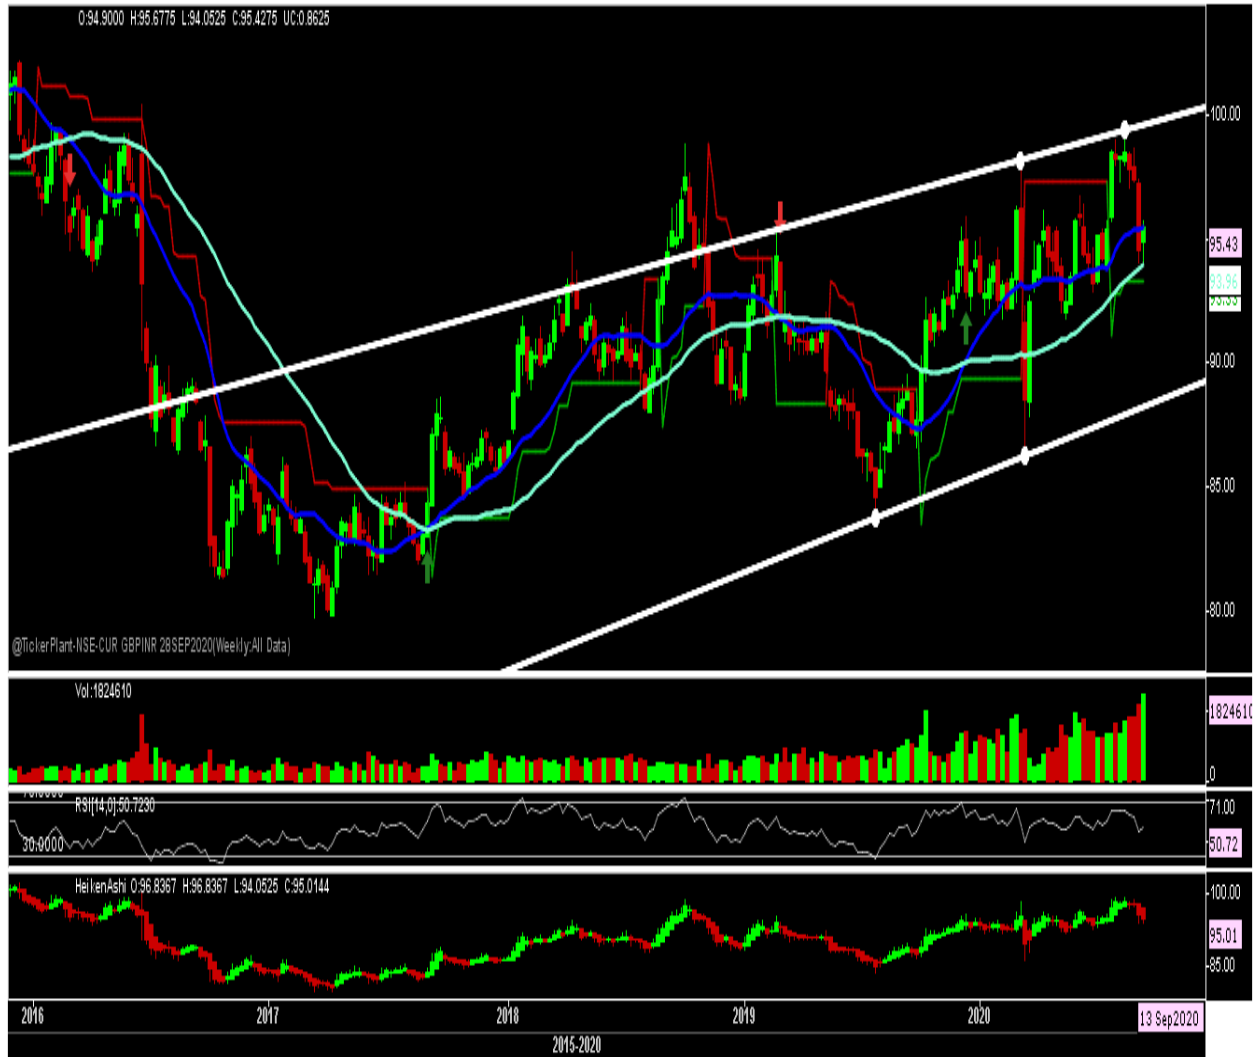 O:94.9000 H:95.6775 L:94.0525 C:95.4275 UC:0.8625
100.00
95.43
93.96
90.00
85.00
80.00
@TickerPlant-NSE-CUR GBPINR 28SEP2020(Weekly:All Data)
Vol:1824610
1824610
0
RSI[14,0]:50.7230
71.00
30.0000
50.72
HeikenAshi O:96.8367 H:96.8367 L:94.0525 C:95.0144
100.00
95.01
85.00
2016 2017 2018 2019 2020 13 Sep2020
2015-2020